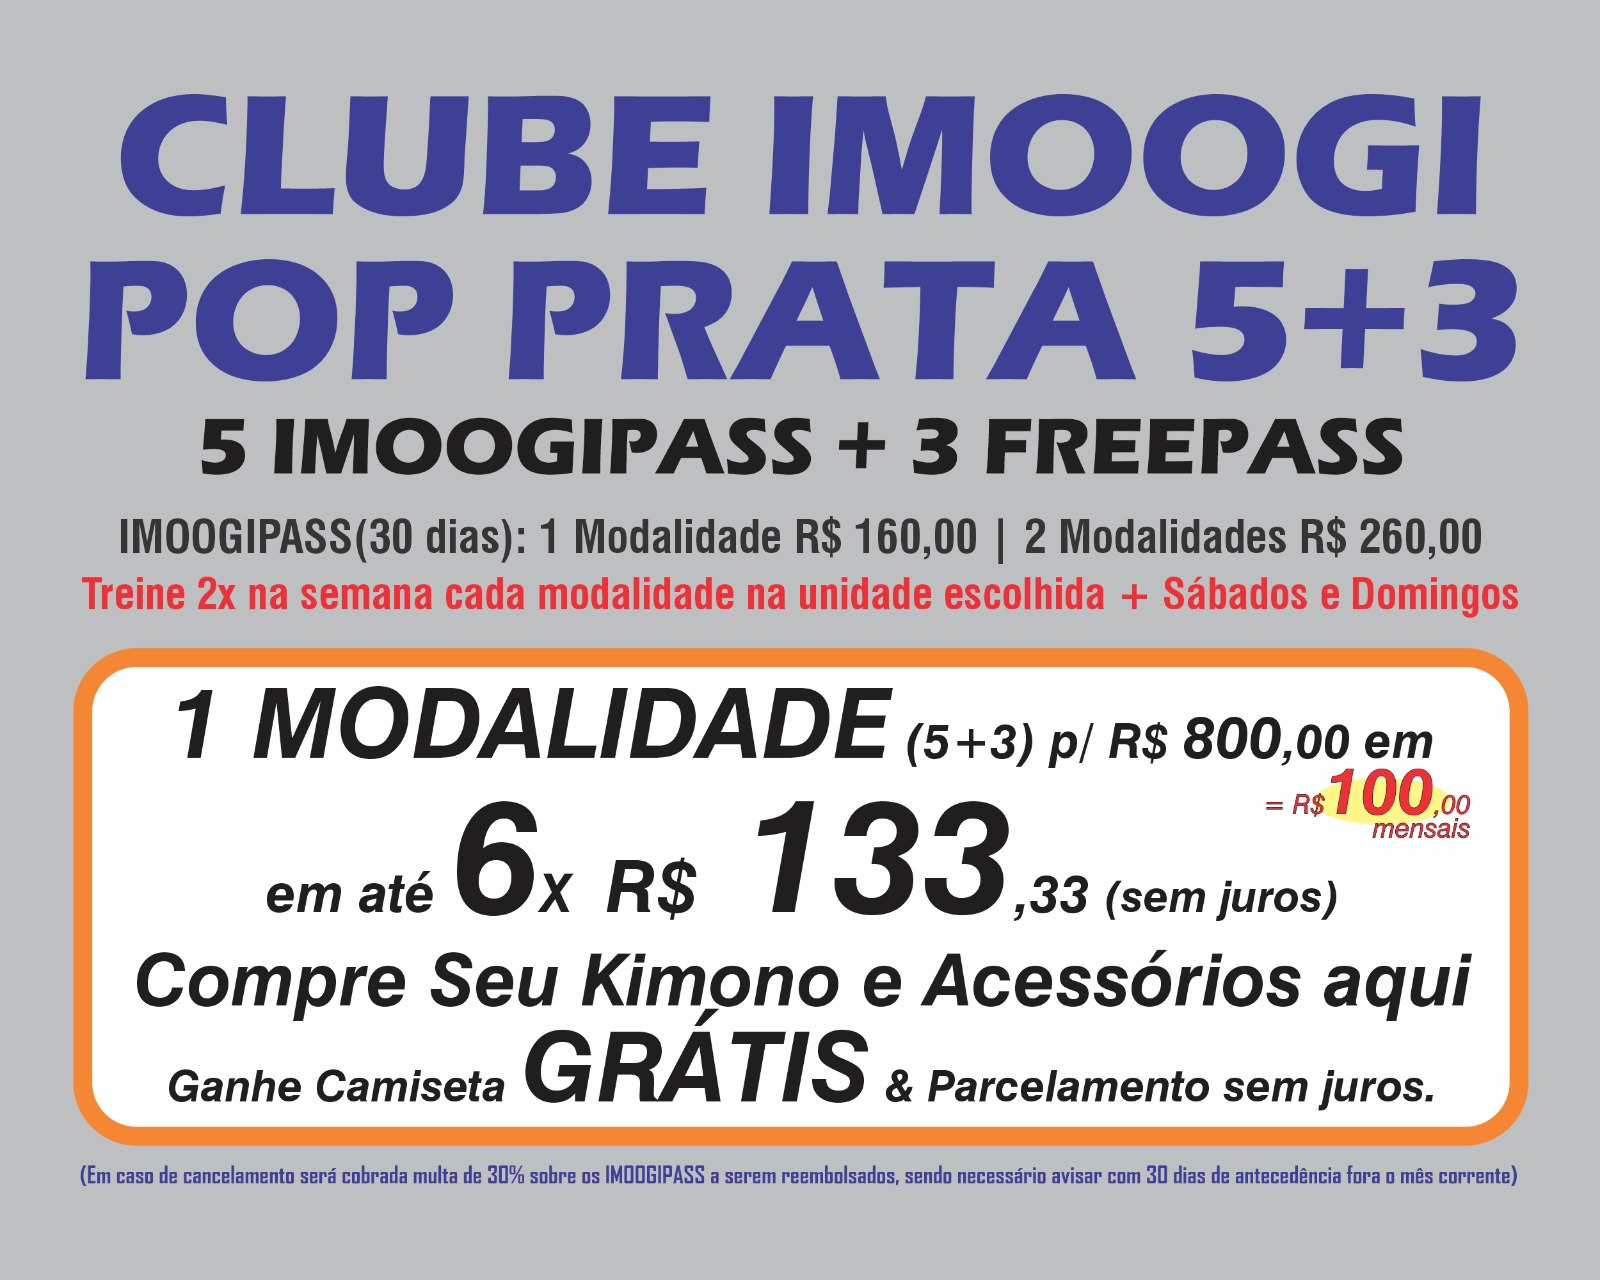 CLUBE IMOOGI
POP PRATA 5+3
5 IMOOGIPASS + 3 FREEPASS
IMOOGIPASS(30 dias): 1 Modalidade R$ 160,00 | 2 Modalidades R$ 260,00
Treine 2x na semana cada modalidade na unidade escolhida + Sábados e Domingos
1 MODALIDADE (5+3) p/ R$ 800,00 em
= R$ 100,00
mensais
em até 6x R$ 133,33 (sem juros)
Compre Seu Kimono e Acessórios aqui
Ganhe Camiseta GRÁTIS & Parcelamento sem juros.
(Em caso de cancelamento será cobrada multa de 30% sobre os IMOOGIPASS a serem reembolsados, sendo necessário avisar com 30 dias de antecedência fora o mês corrente)